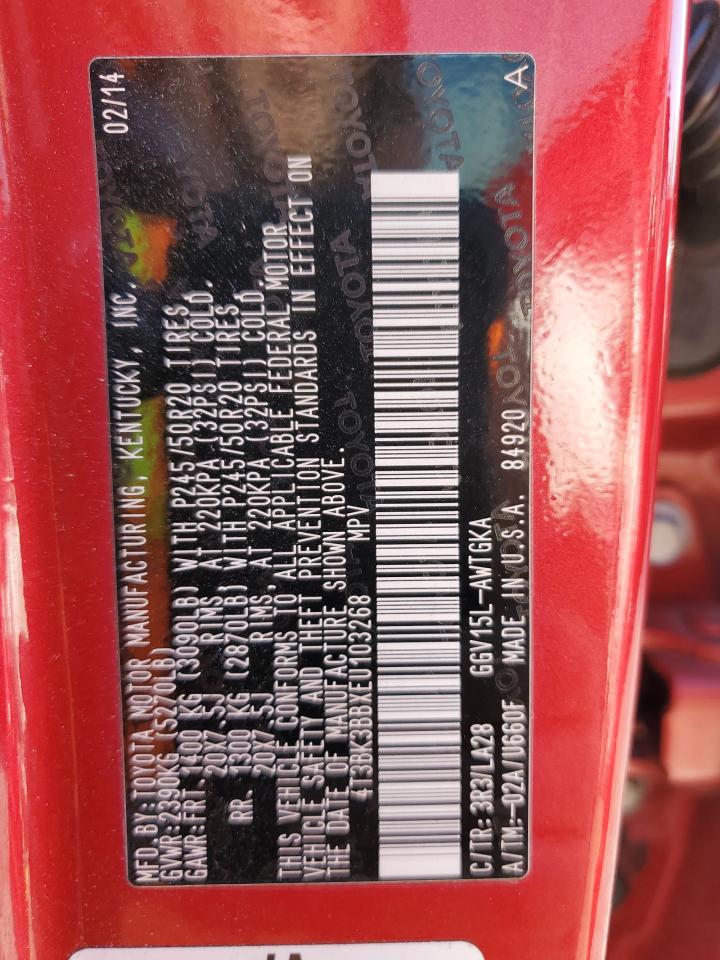 MFD. BY: TOYOTA MOTOR MANUFACTURING, KENTUCKY, INC. 02/14
GVWR: 2390KG (5270LB)
GAWR: FRT 1400 KG (3090LB) WITH P245/50R20 TIRES,
20X7.5J RIMS, AT 220KPA (32PSI) COLD.
RR. 1300 KG (2870LB) WITH P245/50R20 TIRES,
20X7.5J RIMS, AT 220KPA (32PSI) COLD.
THIS VEHICLE CONFORMS TO ALL APPLICABLE FEDERAL MOTOR
VEHICLE SAFETY AND THEFT PREVENTION STANDARDS IN EFFECT ON
THE DATE OF MANUFACTURE SHOWN ABOVE.
4T3BK3BBXEU103268 MPV
C/TR: 3R3/LA28 GGV15L-AWTGKA
A/TM: -02A/U660F MADE IN U.S.A. 84920 A